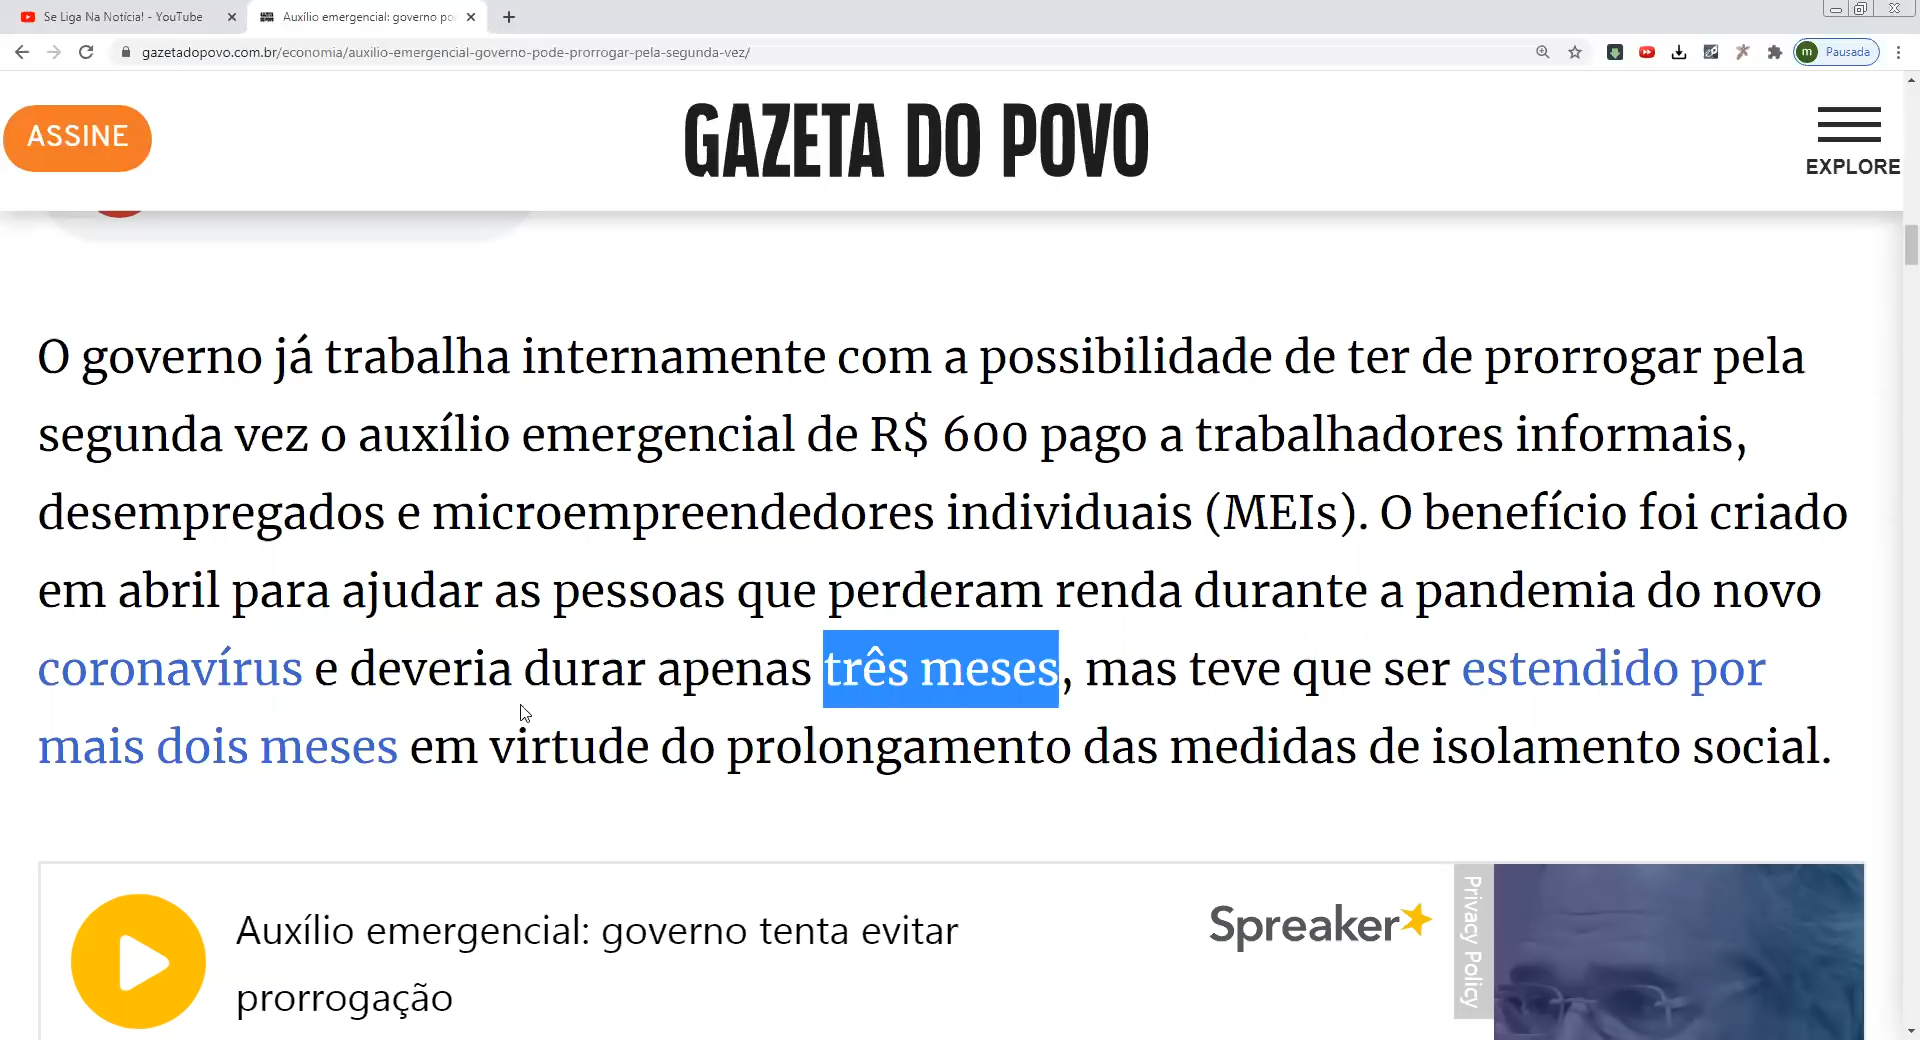 Se Liga Na Notícia! - YouTube
Auxílio emergencial: governo po
gazetadopovo.com.br/economia/auxilio-emergencial-governo-pode-prorrogar-pela-segunda-vez/
m Pausada
ASSINE
GAZETA DO POVO
EXPLORE
O governo já trabalha internamente com a possibilidade de ter de prorrogar pela
segunda vez o auxílio emergencial de R$ 600 pago a trabalhadores informais,
desempregados e microempreendedores individuais (MEIs). O benefício foi criado
em abril para ajudar as pessoas que perderam renda durante a pandemia do novo
coronavírus e deveria durar apenas três meses, mas teve que ser estendido por
mais dois meses em virtude do prolongamento das medidas de isolamento social.
Auxílio emergencial: governo tenta evitar
prorrogação
Spreaker
Privacy Policy